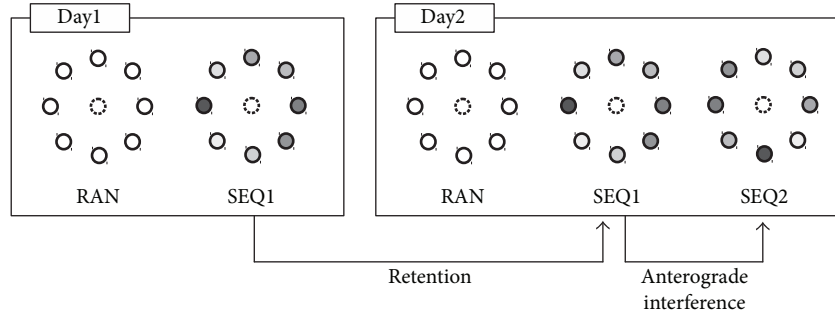 Day1
Day2
RAN
SEQ1
RAN
SEQ1
SEQ2
Retention
Anterograde
interference